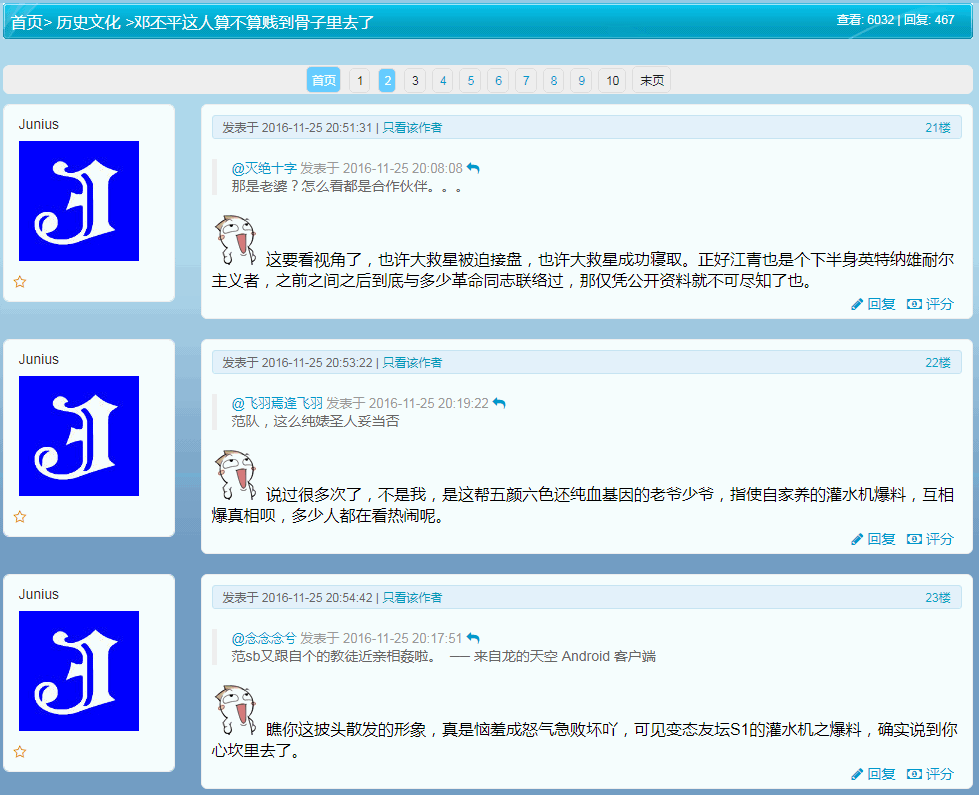 首页> 历史文化 >邓丕平这人算不算贱到骨子里去了
查看: 6032 | 回复: 467
首页 1 2 3 4 5 6 7 8 9 10 末页
Junius
发表于 2016-11-25 20:51:31 | 只看该作者 21楼
@灭绝十字 发表于 2016-11-25 20:08:08
那是老婆？怎么看都是合作伙伴。。。
这要看视角了，也许大救星被迫接盘，也许大救星成功寝取。正好江青也是个下半身英特纳雄耐尔
主义者，之前之间之后到底与多少革命同志联络过，那仅凭公开资料就不可尽知了也。
回复 评分
Junius
发表于 2016-11-25 20:53:22 | 只看该作者 22楼
@飞羽焉逢飞羽 发表于 2016-11-25 20:19:22
范队，这么纯婊圣人妥当否
说过很多次了，不是我，是这帮五颜六色还纯血基因的老爷少爷，指使自家养的灌水机爆料，互相
爆真相呗，多少人都在看热闹呢。
回复 评分
Junius
发表于 2016-11-25 20:54:42 | 只看该作者 23楼
@念念念兮 发表于 2016-11-25 20:17:51
范sb又跟自个的教徒近亲相姦啦。 —— 来自龙的天空 Android 客户端
瞧你这披头散发的形象，真是恼羞成怒气急败坏吖，可见变态友坛S1的灌水机之爆料，确实说到你
心坎里去了。
回复 评分